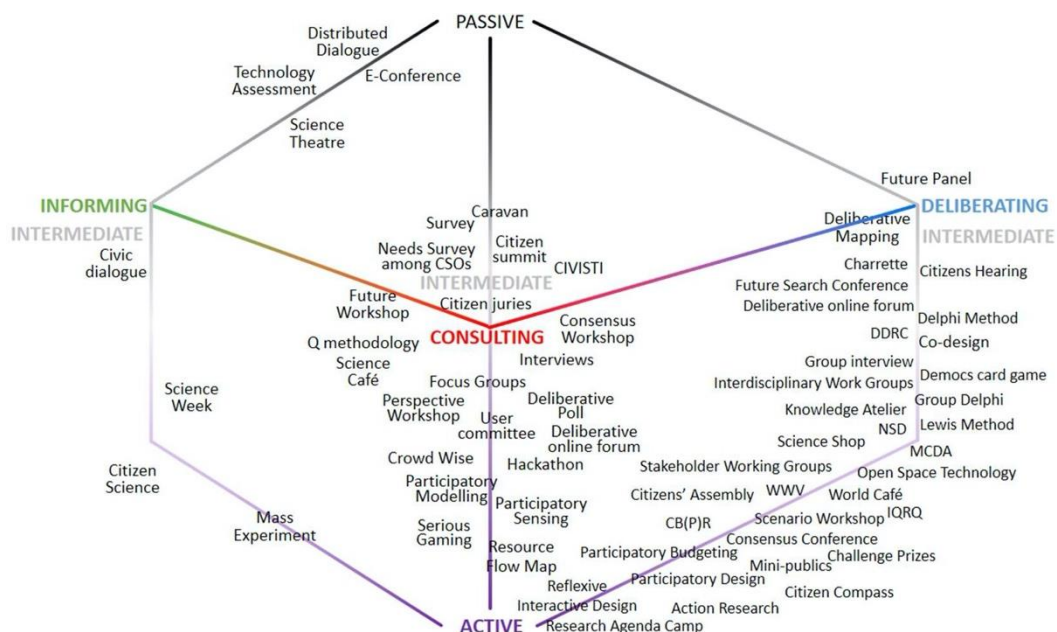 PASSIVE
Distributed
Dialogue
Technology
Assessment
E-Conference
Science
Theatre
Future Panel
INFORMING
DELIBERATING
INTERMEDIATE
INTERMEDIATE
Civic
dialogue
Caravan
Survey
Needs Survey
among CSOs
Citizen
summit
CIVISTI
INTERMEDIATE
Deliberative
Mapping
Charrette
Citizens Hearing
Future Search Conference
Deliberative online forum
Future
Workshop
Citizen juries
CONSULTING
Consensus
Workshop
Delphi Method
DDRC
Co-design
Q methodology
Science
Café
Interviews
Group interview
Focus Groups
Interdisciplinary Work Groups
Democs card game
Science
Week
Perspective
Workshop
Deliberative
Poll
Group Delphi
Knowledge Atelier
User
committee
Deliberative
online forum
NSD
Lewis Method
Science Shop
MCDA
Citizen
Science
Crowd Wise
Hackathon
Stakeholder Working Groups
Open Space Technology
Participatory
Modelling
Participatory
Sensing
Citizens' Assembly
WWV
World Café
IQRQ
Mass
Experiment
Serious
Gaming
CB(P)R
Scenario Workshop
Consensus Conference
Resource
Flow Map
Participatory Budgeting
Challenge Prizes
Mini-publics
Reflexive
Interactive Design
Participatory Design
Citizen Compass
Action Research
ACTIVE
Research Agenda Camp